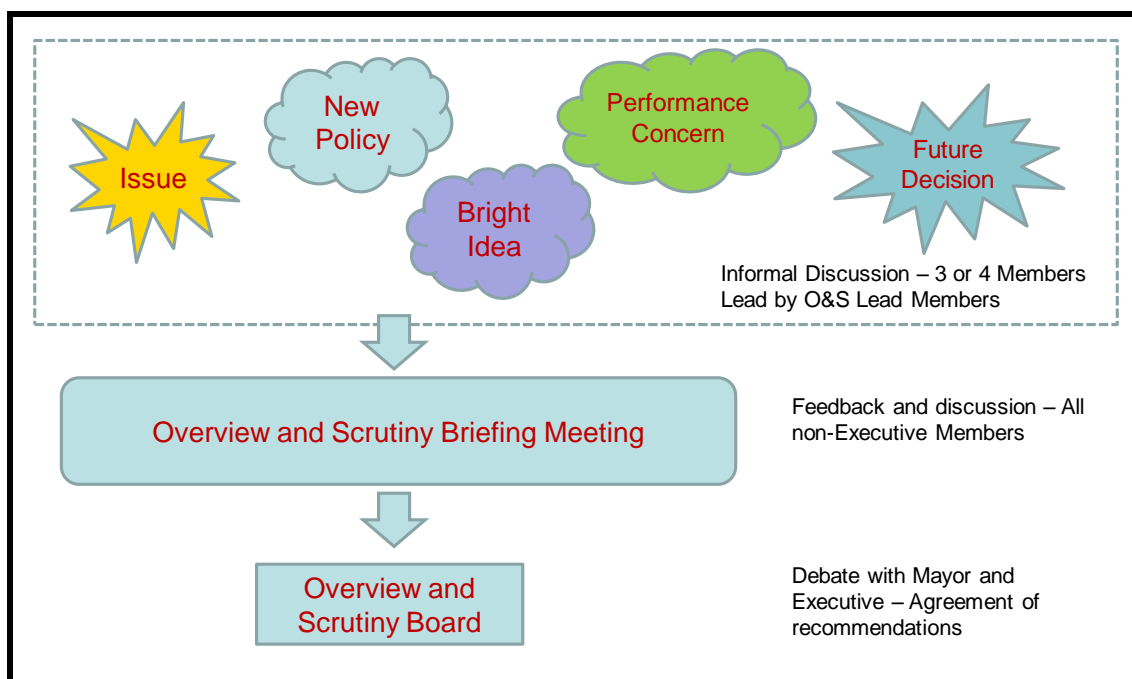 Issue
New
Policy
Bright
Idea
Performance
Concern
Future
Decision
Informal Discussion – 3 or 4 Members
Lead by O&S Lead Members
Overview and Scrutiny Briefing Meeting
Feedback and discussion – All
non-Executive Members
Overview and
Scrutiny Board
Debate with Mayor and
Executive – Agreement of
recommendations